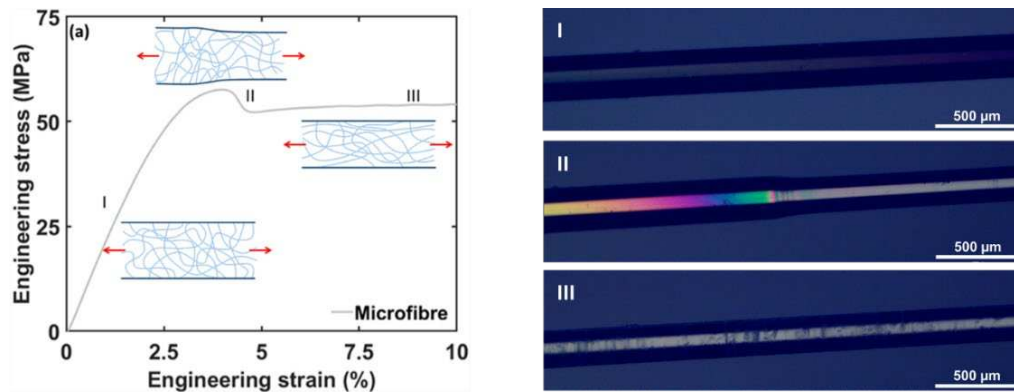 (a)
Engineering stress (MPa)
75
50
25
0
I
II
III
Microfibre
0 2.5 5 7.5 10
Engineering strain (%)
I
500 µm
II
500 µm
III
500 µm